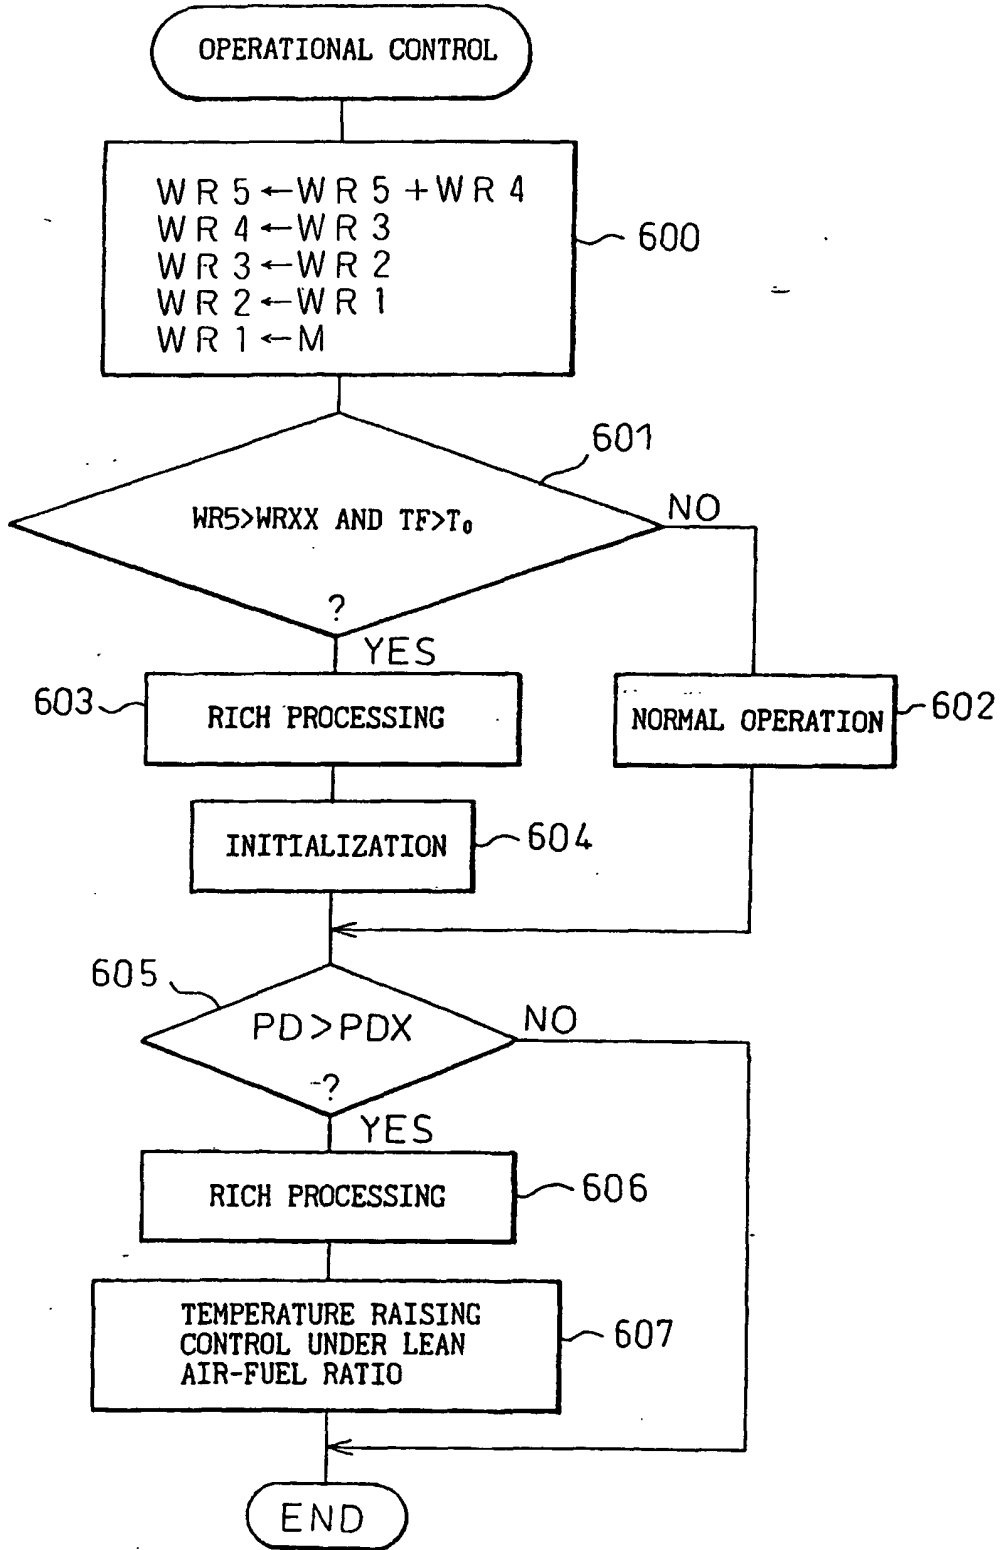 OPERATIONAL CONTROL
WR5←WR5+WR4
WR4←WR3
WR3←WR2
WR2←WR1
WR1←M
600
601
WR5>WRXX AND TF>T₀
?
NO
YES
603
RICH PROCESSING
NORMAL OPERATION
602
INITIALIZATION
604
605
PD>PDX
?
NO
YES
RICH PROCESSING
606
TEMPERATURE RAISING
CONTROL UNDER LEAN
AIR-FUEL RATIO
607
END